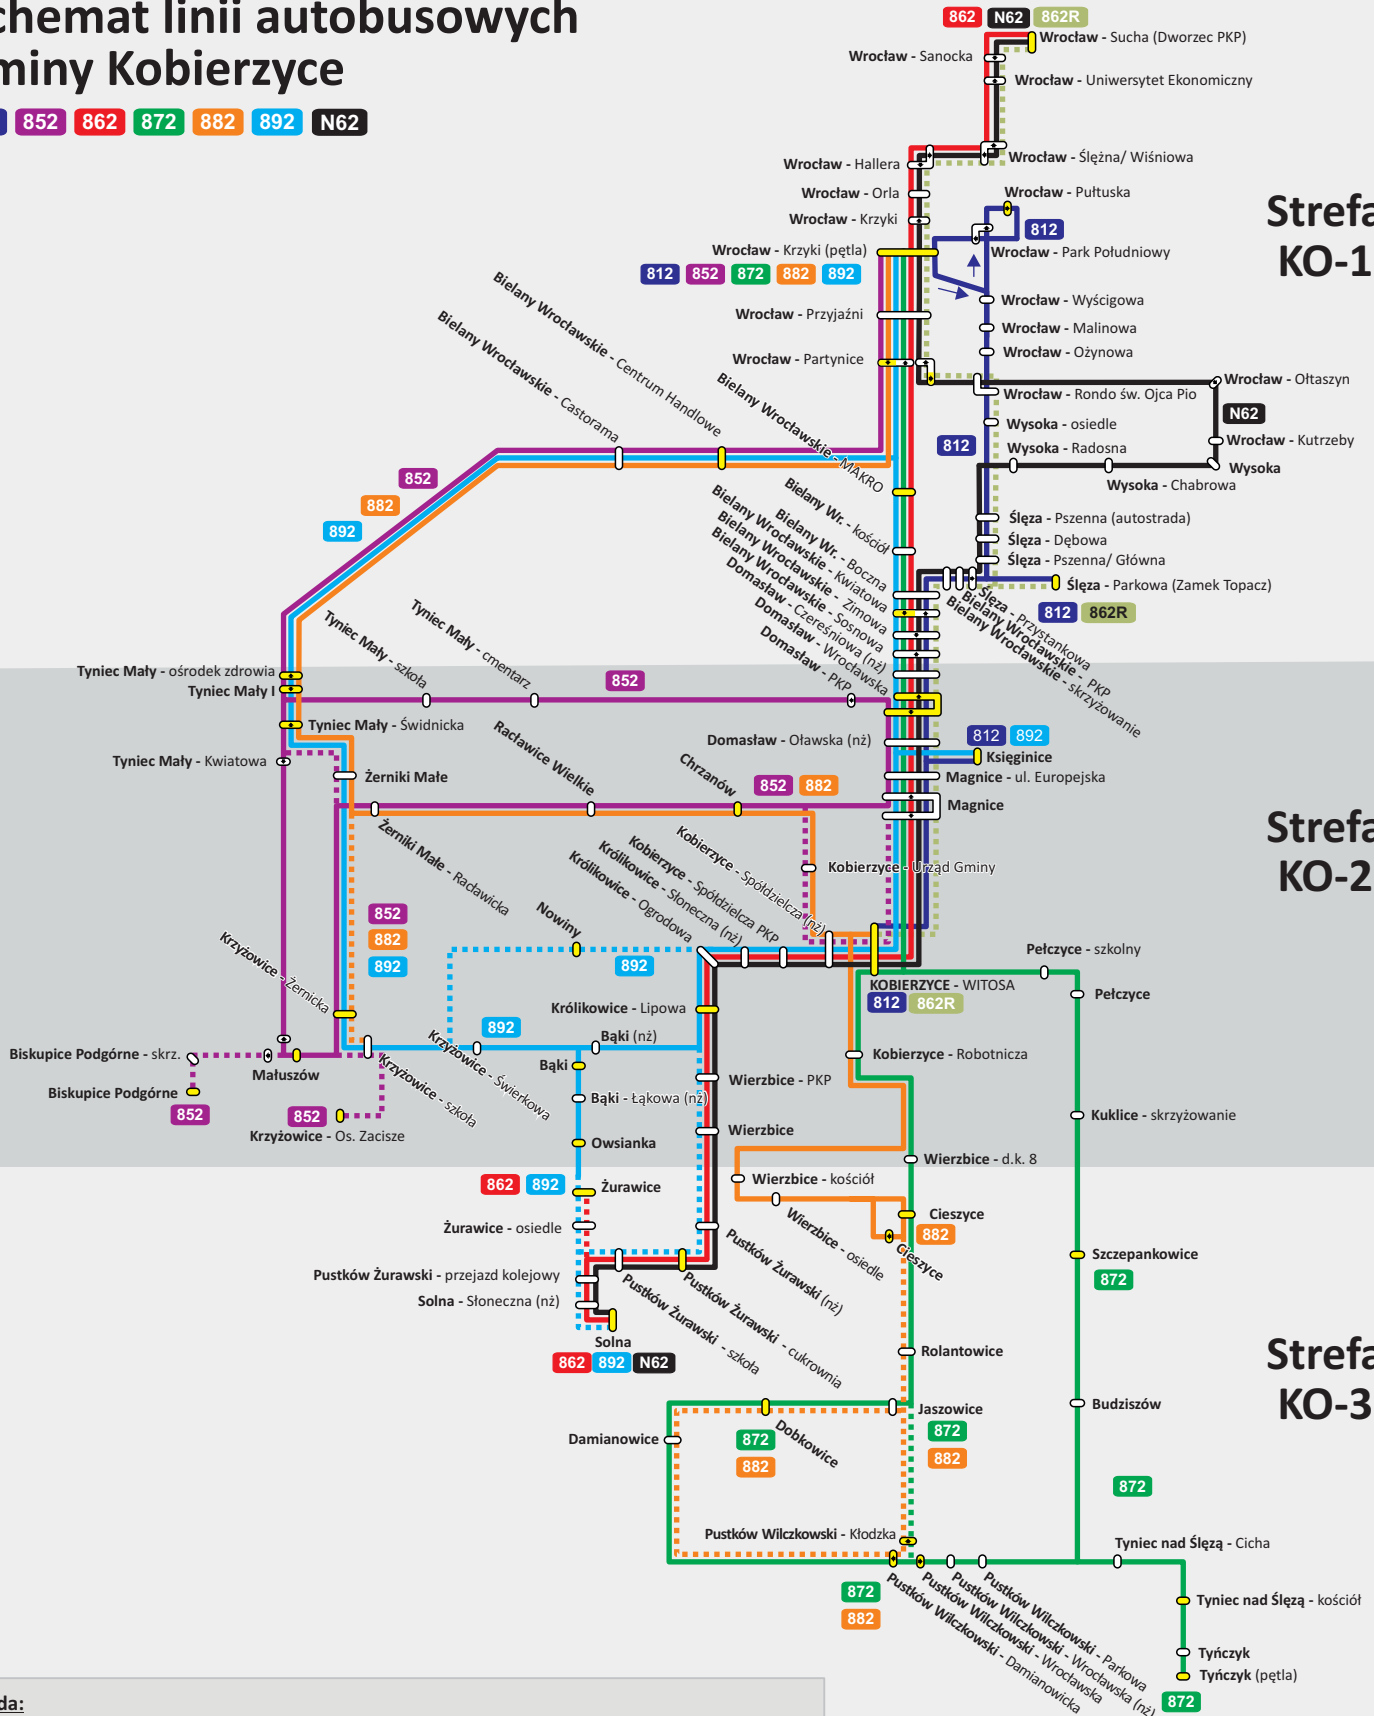 chemat linii autobusowych
miny Kobierzyce
852 862 872 882 892 N62
862 N62 862R
Wrocław - Sucha (Dworzec PKP)
Wrocław - Sanocka
Wrocław - Uniwersytet Ekonomiczny
Wrocław - Hallera
Wrocław - Ślężna/ Wiśniowa
Wrocław - Orla
Wrocław - Pułtuska
Wrocław - Krzyki
812
Strefa
KO-1
Wrocław - Krzyki (pętla)
Wrocław - Park Południowy
812 852 872 882 892
Wrocław - Wyścigowa
Wrocław - Przyjaźni
Wrocław - Malinowa
Wrocław - Ożynowa
Wrocław - Partynice
Bielany Wrocławskie - Centrum Handlowe
Bielany Wrocławskie - Castorama
Bielany Wrocławskie - MAKRO
Wrocław - Ołtaszyn
Wrocław - Rondo św. Ojca Pio
N62
Wysoka - osiedle
Wrocław - Kutrzeby
812
Wysoka - Radosna
Wysoka
Wysoka - Chabrowa
852
882
892
Bielany Wr. - kościół
Bielany Wr. - Boczna
Bielany Wrocławskie - Kwiatowa
Bielany Wrocławskie - Zimowa
Bielany Wrocławskie - Sosnowa
Domasław - Czereśniowa (nż)
Domasław - Wrocławska
Domasław - PKP
Ślęza - Pszenna (autostrada)
Ślęza - Dębowa
Ślęza - Pszenna/ Główna
Ślęza - Parkowa (Zamek Topacz)
812 862R
Ślęza - Przystankowa
Bielany Wrocławskie - PKP
Bielany Wrocławskie - skrzyżowanie
Tyniec Mały - szkoła
Tyniec Mały - cmentarz
852
Tyniec Mały - ośrodek zdrowia
Tyniec Mały I
Tyniec Mały - Świdnicka
Tyniec Mały - Kwiatowa
Żerniki Małe
Racławice Wielkie
Chrzanów
852 882
Domasław - Oławska (nż)
812 892
Księginice
Magnice - ul. Europejska
Magnice
Strefa
KO-2
Żerniki Małe - Racławicka
Kobierzyce - Spółdzielcza (nż)
Kobierzyce - Spółdzielcza PKP
Królikowice - Słoneczna (nż)
Królikowice - Ogrodowa
Kobierzyce - Urząd Gminy
852
882
892
Nowiny
892
Krzyżowice - Żernicka
Pełczyce - szkolny
KOBIERZYCE - WITOSA
812 862R
Pełczyce
Królikowice - Lipowa
892
Bąki (nż)
Krzyżowice - Świerkowa
Krzyżowice - szkoła
Kobierzyce - Robotnicza
Biskupice Podgórne - skrz.
Małuszów
Bąki
Wierzbice - PKP
Biskupice Podgórne
852
852
Krzyżowice - Os. Zacisze
Bąki - Łąkowa (nż)
Kuklice - skrzyżowanie
Wierzbice
Owsianka
Wierzbice - d.k. 8
862 892
Żurawice
Wierzbice - kościół
Żurawice - osiedle
Wierzbice - osiedle
Cieszyce
882
Cieszyce
Pustków Żurawski (nż)
Szczepankowice
872
Pustków Żurawski - przejazd kolejowy
Solna - Słoneczna (nż)
Pustków Żurawski - cukrownia
Pustków Żurawski - szkoła
Solna
862 892 N62
Rolantowice
Strefa
KO-3
Jaszowice
872
882
Budziszów
Damianowice
Dobkowice
872
882
872
Pustków Wilczkowski - Kłodzka
Tyniec nad Ślęzą - Cicha
872
882
Pustków Wilczkowski - Parkowa
Pustków Wilczkowski - Wrocławska (nż)
Pustków Wilczkowski - Wrocławska
Pustków Wilczkowski - Damianowicka
Tyniec nad Ślęzą - kościół
Tyńczyk
Tyńczyk (pętla)
872
da: